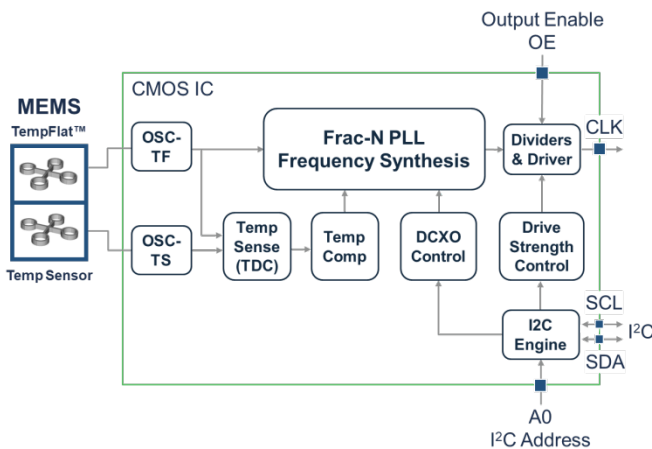 Output Enable
OE
CMOS IC
MEMS
TempFlat™
Temp Sensor
OSC-
TF
OSC-
TS
Frac-N PLL
Frequency Synthesis
Dividers
& Driver
CLK
Temp
Sense
(TDC)
Temp
Comp
DCXO
Control
Drive
Strength
Control
I2C
Engine
SCL
I²C
SDA
A0
I²C Address